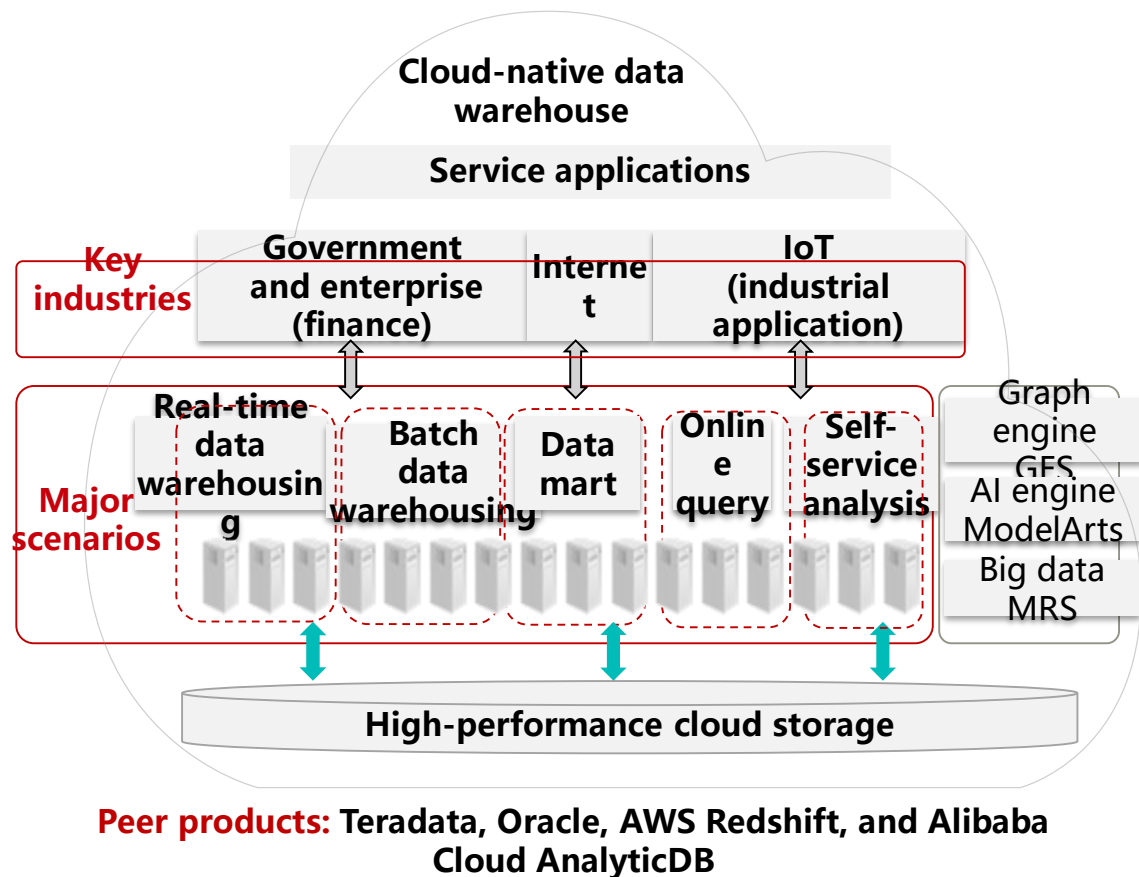 Cloud-native data
warehouse
Service applications
Key
industries
Government
and enterprise
(finance)
Interne
t
IoT
(industrial
application)
Major
scenarios
Real-time
data
warehousin
g
Batch
data
warehousing
Data
mart
Onlin
e
query
Self-
service
analysis
Graph
engine
GES
AI engine
ModelArts
Big data
MRS
High-performance cloud storage
Peer products: Teradata, Oracle, AWS Redshift, and Alibaba
Cloud AnalyticDB